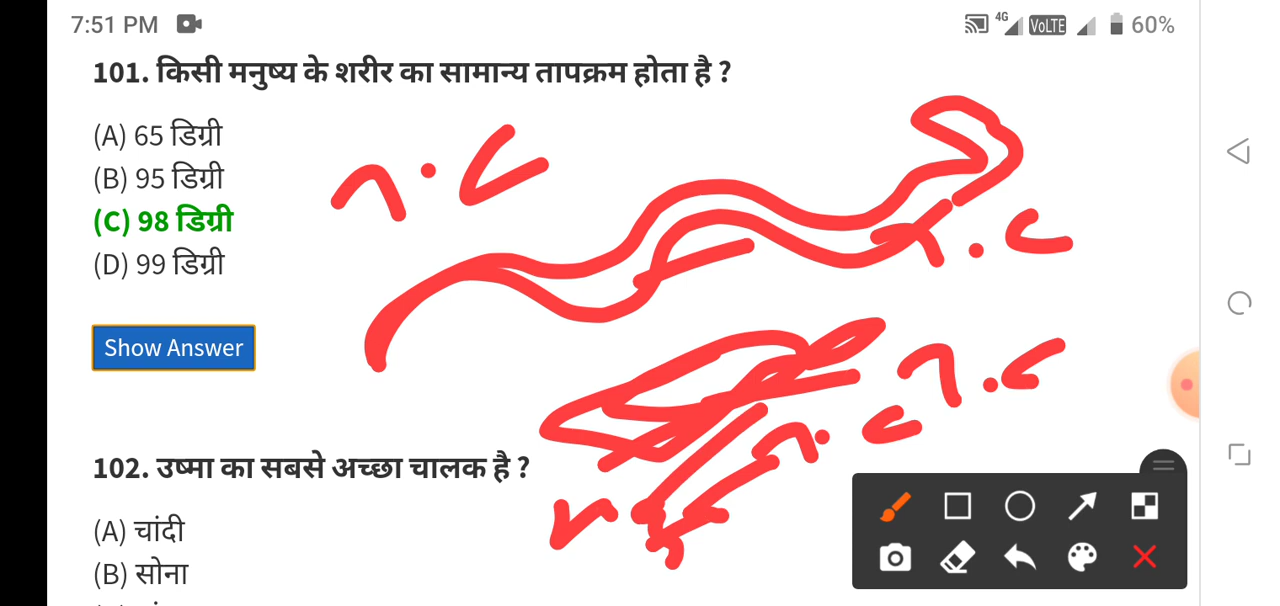 7:51 PM 4G VoLTE 60%
101. किसी मनुष्य के शरीर का सामान्य तापक्रम होता है ?
(A) 65 डिग्री
(B) 95 डिग्री
(C) 98 डिग्री
(D) 99 डिग्री
Show Answer
102. उष्मा का सबसे अच्छा चालक है ?
(A) चांदी
(B) सोना